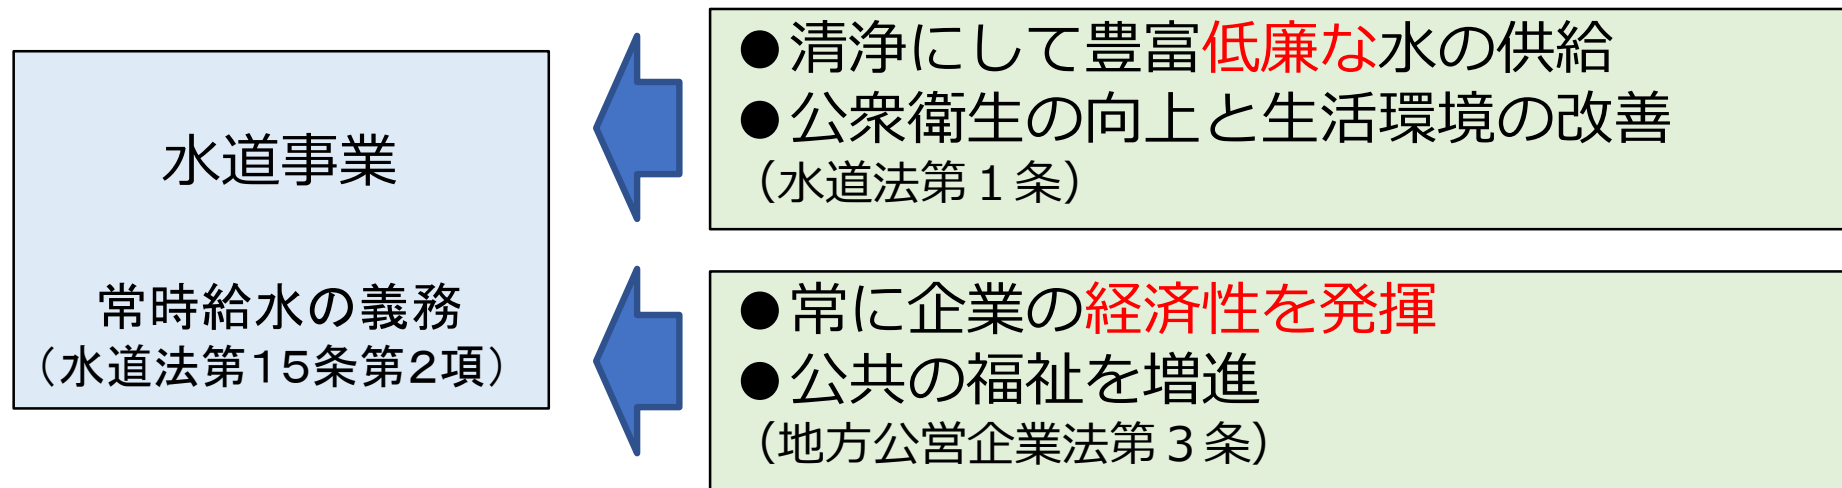 水道事業
常時給水の義務
（水道法第15条第2項）
●清浄にして豊富低廉な水の供給
●公衆衛生の向上と生活環境の改善
（水道法第１条）
●常に企業の経済性を発揮
●公共の福祉を増進
（地方公営企業法第３条）